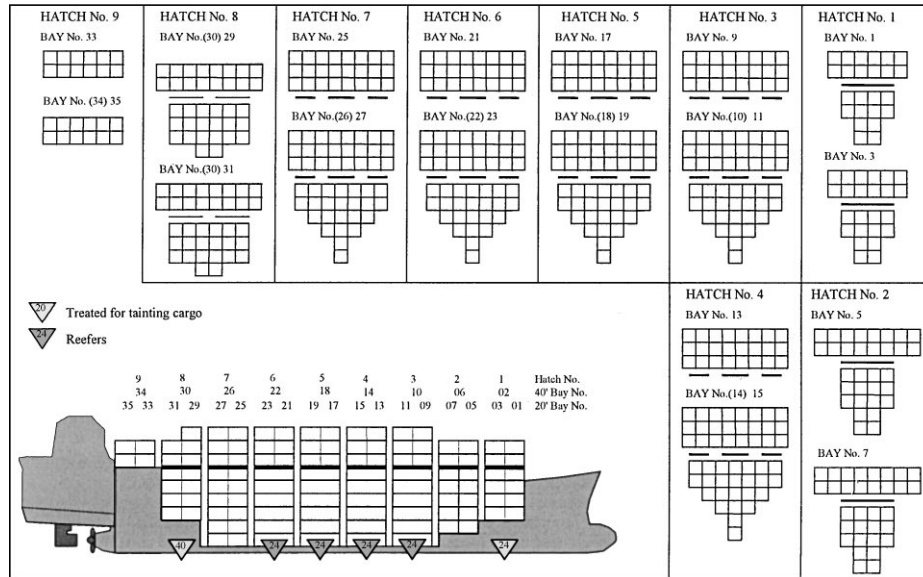 HATCH No. 9
BAY No. 33
BAY No. (34) 35
HATCH No. 8
BAY No.(30) 29
BAY No.(30) 31
HATCH No. 7
BAY No. 25
BAY No.(26) 27
HATCH No. 6
BAY No. 21
BAY No.(22) 23
HATCH No. 5
BAY No. 17
BAY No.(18) 19
HATCH No. 3
BAY No. 9
BAY No.(10) 11
HATCH No. 1
BAY No. 1
BAY No. 3
HATCH No. 4
BAY No. 13
BAY No.(14) 15
HATCH No. 2
BAY No. 5
BAY No. 7
20 Treated for tainting cargo
24 Reefers
9 8 7 6 5 4 3 2 1 Hatch No.
34 30 26 22 18 14 10 06 02 40' Bay No.
35 33 31 29 27 25 23 21 19 17 15 13 11 09 07 05 03 01 20' Bay No.
40 24 24 24 24 24